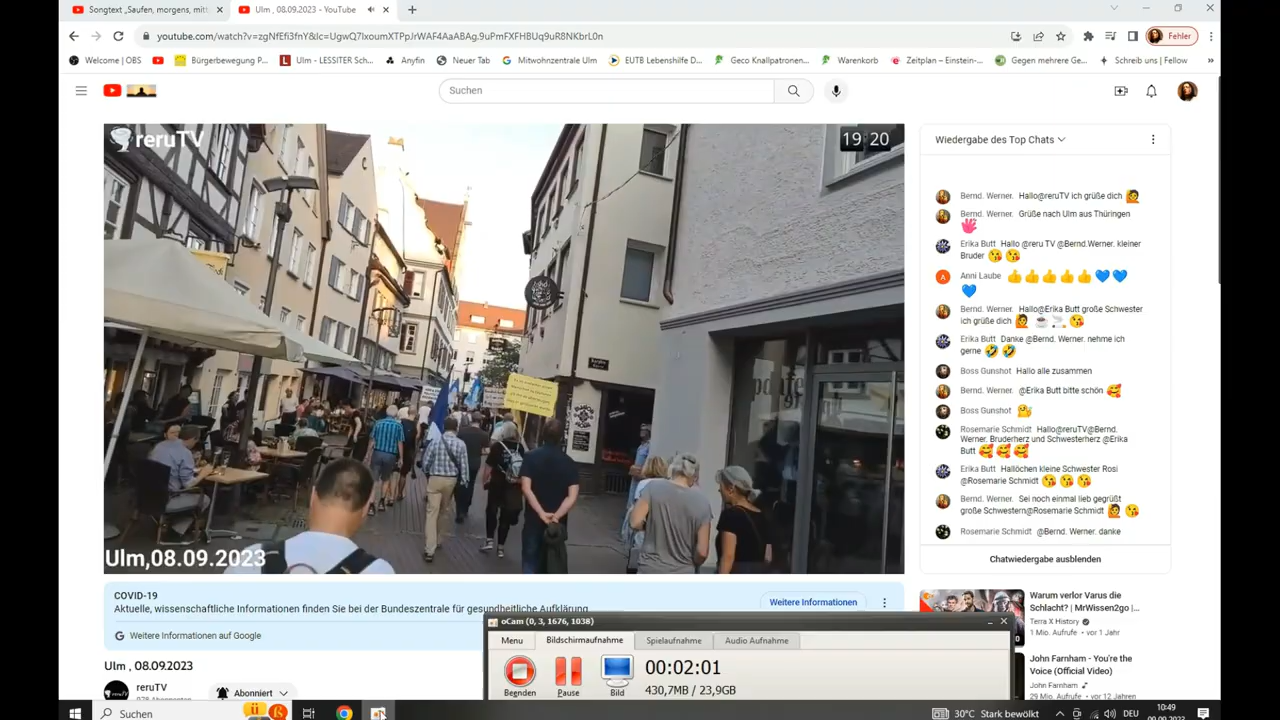 Songtext „Saufen, morgens, mitt
Ulm , 08.09.2023 - YouTube
youtube.com/watch?v=zgNfEfi3fnY&lc=UgwQ7lxoumXTPpJrWAF4AaABAg.9uPmFXFHBUq9uR8NKbrL0n
Fehler
Welcome | OBS
Bürgerbewegung P...
Ulm - LESSITER Sch...
Anyfin
Neuer Tab
Mitwohnzentrale Ulm
EUTB Lebenshilfe D...
Geco Knallpatronen...
Warenkorb
Zeitplan – Einstein-...
Gegen mehrere Ge...
Schreib uns | Fellow
Suchen
reruTV
19 20
Ulm,08.09.2023
Wiedergabe des Top Chats
Bernd. Werner. Hallo@reruTV ich grüße dich 🙋
Bernd. Werner. Grüße nach Ulm aus Thüringen
Erika Butt Hallo @reru TV @Bernd.Werner. kleiner
Bruder 😘 😘
Anni Laube 👍👍👍👍👍💙💙
💙
Bernd. Werner. Hallo@Erika Butt große Schwester
ich grüße dich 🙋 ☕ 🚬 😘
Erika Butt Danke @Bernd. Werner. nehme ich
gerne 🤣 🤣
Boss Gunshot Hallo alle zusammen
Bernd. Werner. @Erika Butt bitte schön 🥰
Boss Gunshot
Rosemarie Schmidt Hallo@reruTV@Bernd.
Werner. Bruderherz und Schwesterherz @Erika
Butt 🥰 🥰 🥰
Erika Butt Hallöchen kleine Schwester Rosi
@Rosemarie Schmidt 😘 😘 😘
Bernd. Werner. Sei noch einmal lieb gegrüßt
große Schwestern@Rosemarie Schmidt 🙋 😘
Rosemarie Schmidt @Bernd. Werner. danke
Chatwiedergabe ausblenden
COVID-19
Aktuelle, wissenschaftliche Informationen finden Sie bei der Bundeszentrale für gesundheitliche Aufklärung
Weitere Informationen
Weitere Informationen auf Google
Ulm , 08.09.2023
reruTV
Abonniert
Warum verlor Varus die
Schlacht? | MrWissen2go|...
Terra X History
1 Mio. Aufrufe • vor 1 Jahr
John Farnham - You're the
Voice (Official Video)
John Farnham
29 Mio. Aufrufe • vor 12 Jahren
oCam (0, 3, 1676, 1038)
Menu
Bildschirmaufnahme
Spielaufnahme
Audio Aufnahme
Beenden
Pause
Bild
00:02:01
430,7MB / 23,9GB
Suchen
30°C Stark bewölkt
DEU
10:49